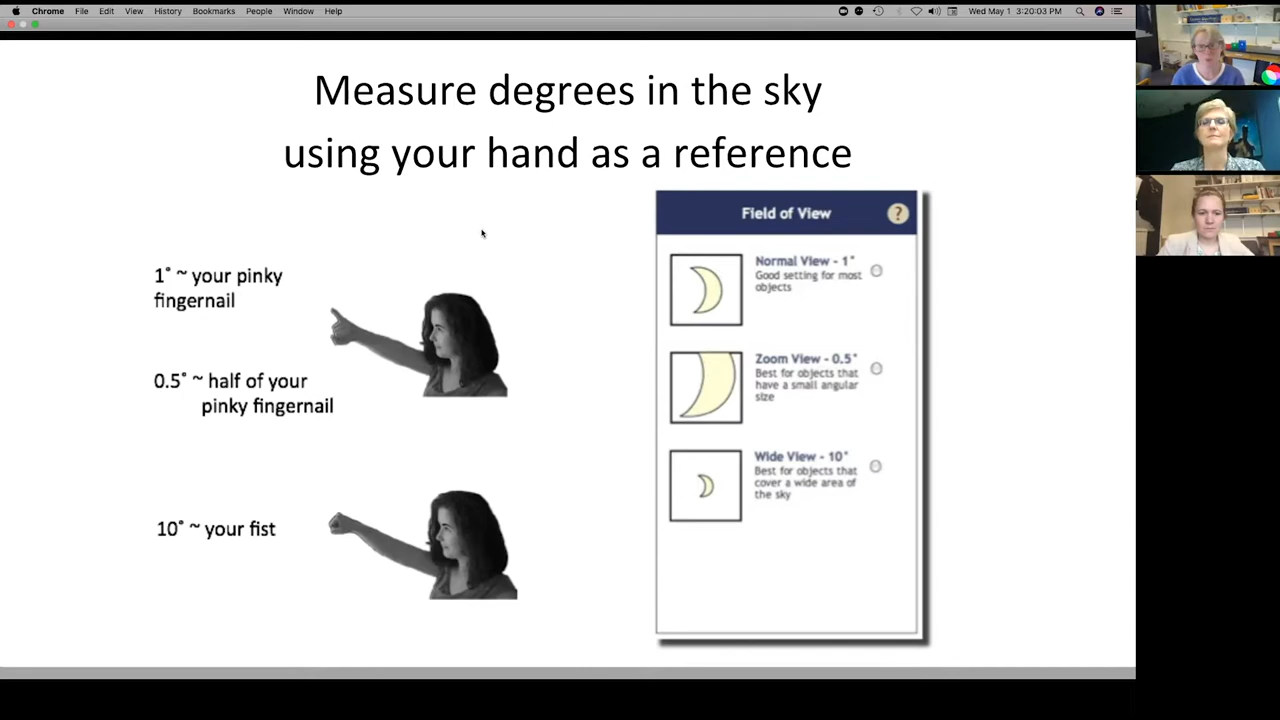 Chrome File Edit View History Bookmarks People Window Help
Wed May 1 3:20:03 PM
Measure degrees in the sky
using your hand as a reference
1° ~ your pinky
fingernail
0.5° ~ half of your
pinky fingernail
10° ~ your fist
Field of View
?
Normal View - 1°
Good setting for most
objects
Zoom View - 0.5°
Best for objects that
have a small angular
size
Wide View - 10°
Best for objects that
cover a wide area of
the sky